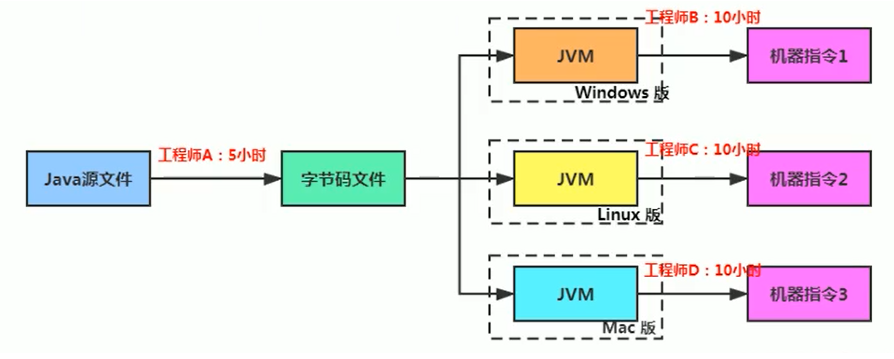 工程师B：10小时
JVM
机器指令1
Windows 版
Java源文件
工程师A：5小时
字节码文件
工程师C：10小时
JVM
机器指令2
Linux 版
工程师D：10小时
JVM
机器指令3
Mac 版